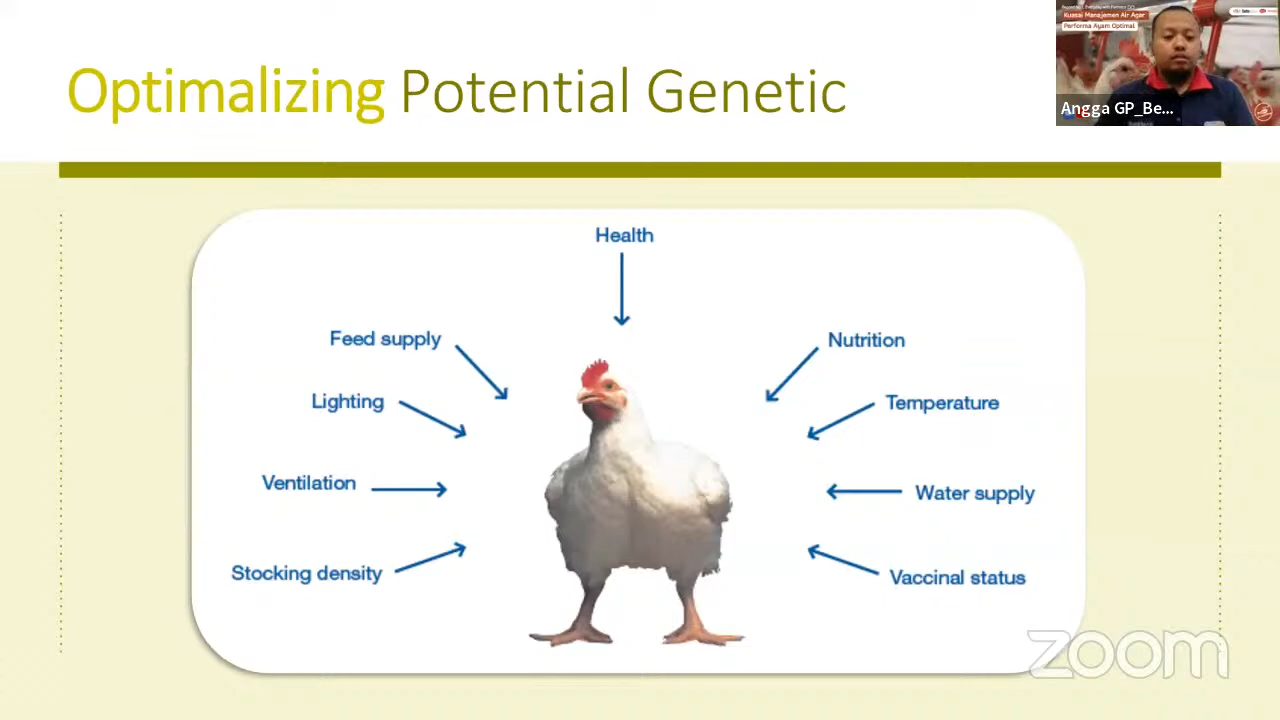 Optimalizing Potential Genetic
Kuasai Manajemen Air Agar
Performa Ayam Optimal
Angga GP_Be...
Health
Feed supply
Nutrition
Lighting
Temperature
Ventilation
Water supply
Stocking density
Vaccinal status
zoom